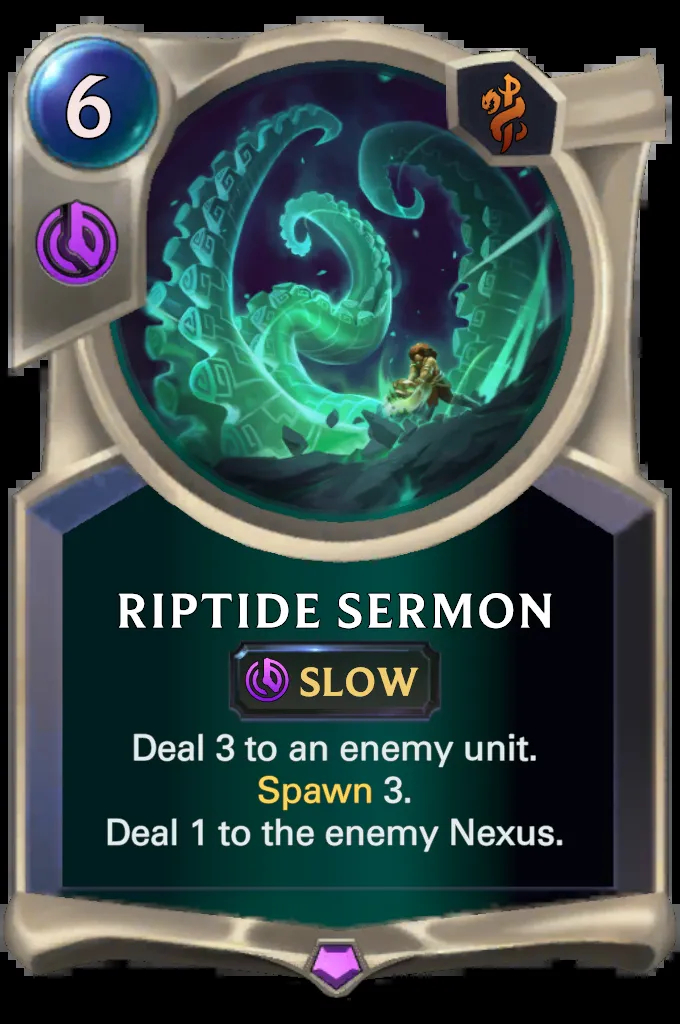 6
RIPTIDE SERMON
SLOW
Deal 3 to an enemy unit.
Spawn 3.
Deal 1 to the enemy Nexus.